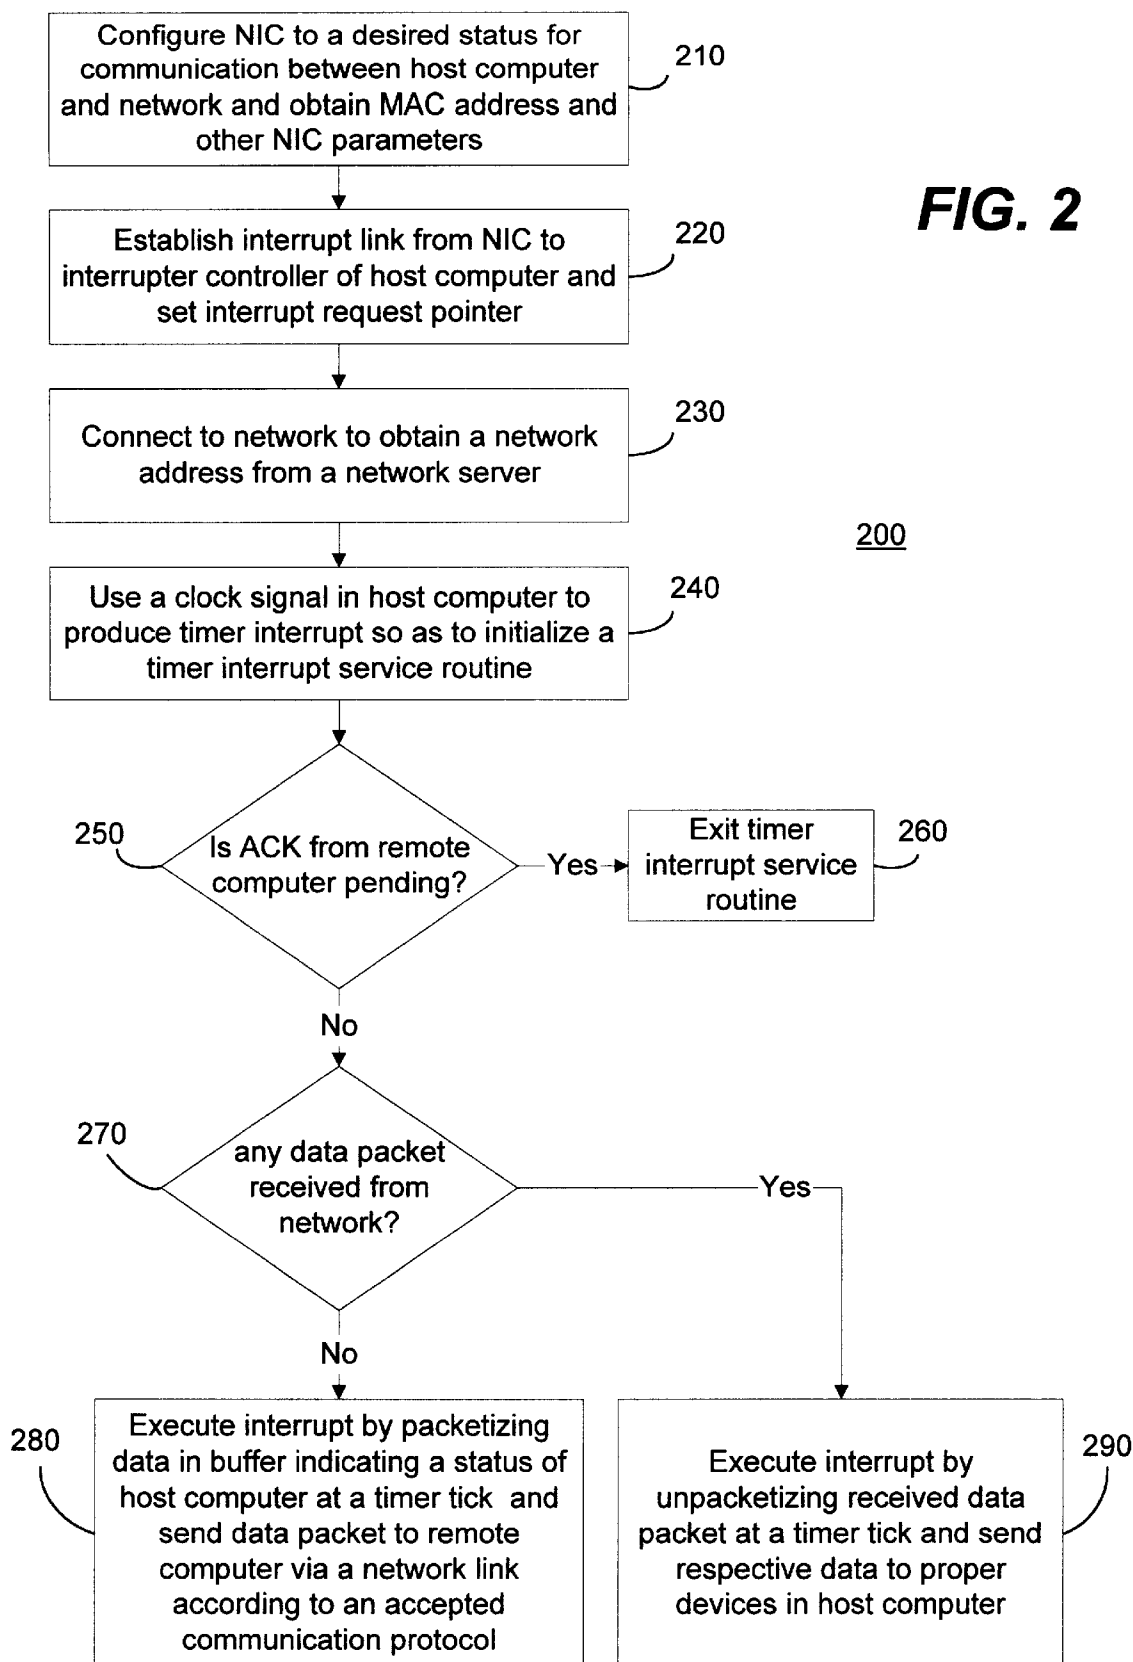 Configure NIC to a desired status for
communication between host computer
and network and obtain MAC address and
other NIC parameters
210
FIG. 2
Establish interrupt link from NIC to
interrupter controller of host computer and
set interrupt request pointer
220
Connect to network to obtain a network
address from a network server
230
200
Use a clock signal in host computer to
produce timer interrupt so as to initialize a
timer interrupt service routine
240
250
Is ACK from remote
computer pending?
Yes
Exit timer
interrupt service
routine
260
No
270
any data packet
received from
network?
Yes
No
280
Execute interrupt by packetizing
data in buffer indicating a status of
host computer at a timer tick and
send data packet to remote
computer via a network link
according to an accepted
communication protocol
Execute interrupt by
unpacketizing received data
packet at a timer tick and send
respective data to proper
devices in host computer
290